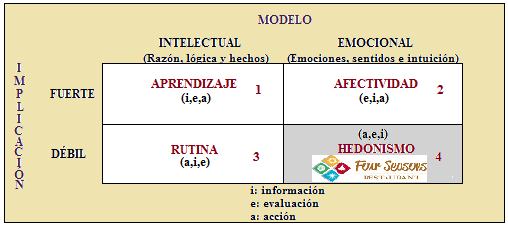 MODELO
INTELECTUAL
(Razón, lógica y hechos)
EMOCIONAL
(Emociones, sentidos e intuición)
IMPLICACIÓN
FUERTE
APRENDIZAJE 1
(i,e,a)
AFECTIVIDAD 2
(e,i,a)
DÉBIL
RUTINA 3
(a,i,e)
(a,e,i)
HEDONISMO 4
Four Seasons
RESTAURANT
i: información
e: evaluación
a: acción